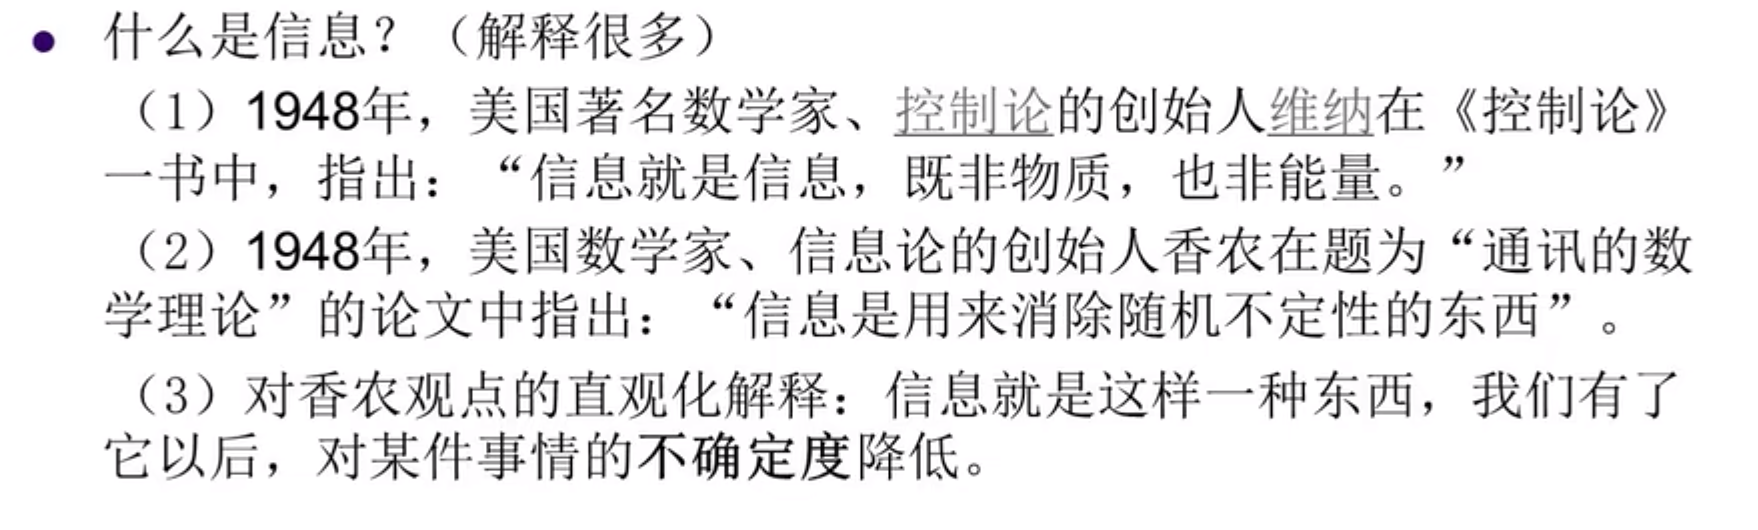 ● 什么是信息？（解释很多）
（1）1948年，美国著名数学家、控制论的创始人维纳在《控制论》
一书中，指出：“信息就是信息，既非物质，也非能量。”
（2）1948年，美国数学家、信息论的创始人香农在题为“通讯的数
学理论”的论文中指出：“信息是用来消除随机不定性的东西”。
（3）对香农观点的直观化解释：信息就是这样一种东西，我们有了
它以后，对某件事情的不确定度降低。